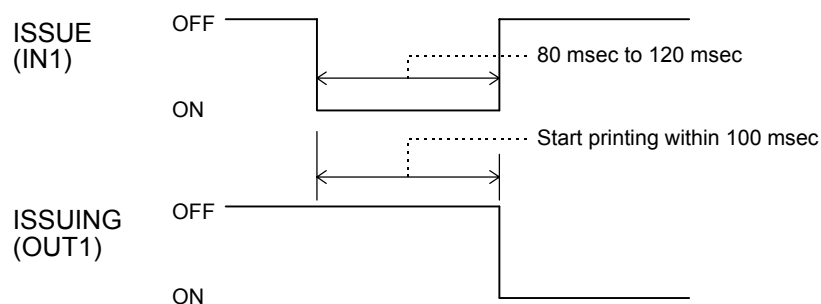 ISSUE
(IN1)
OFF
80 msec to 120 msec
ON
Start printing within 100 msec
ISSUING
(OUT1)
OFF
ON